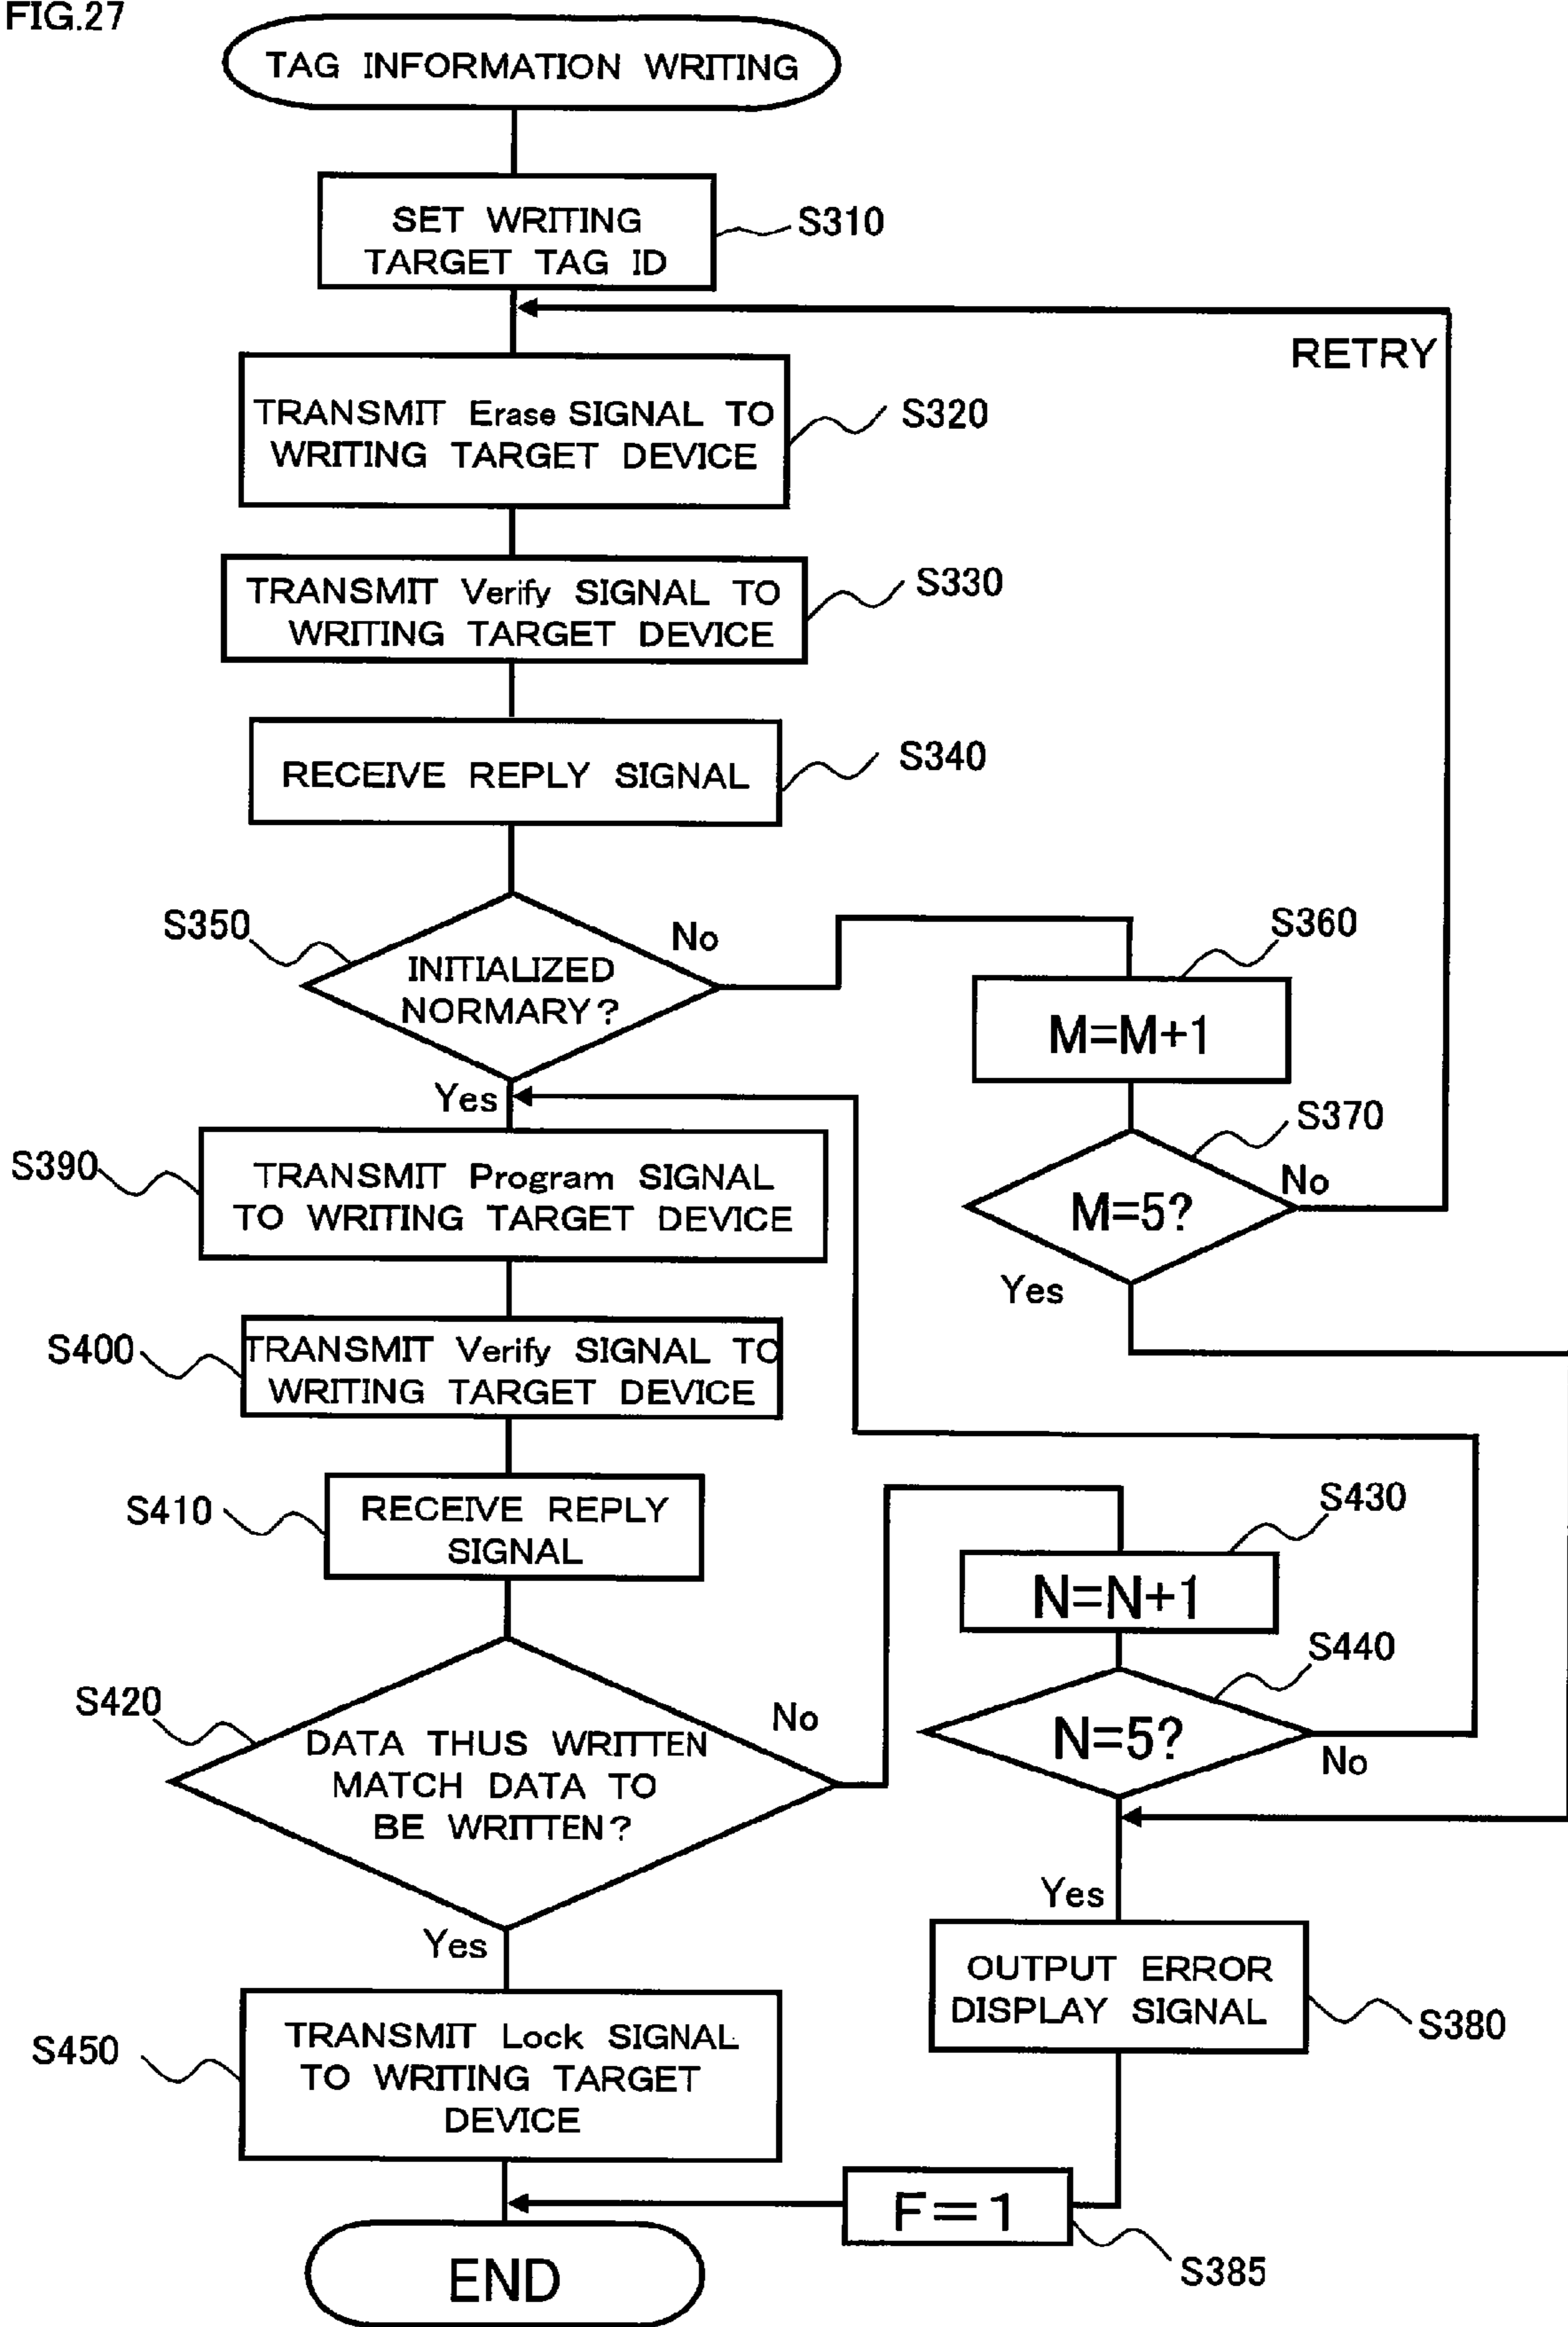 FIG.27
TAG INFORMATION WRITING
SET WRITING
TARGET TAG ID
S310
RETRY
TRANSMIT Erase SIGNAL TO
WRITING TARGET DEVICE
S320
TRANSMIT Verify SIGNAL TO
WRITING TARGET DEVICE
S330
RECEIVE REPLY SIGNAL
S340
S350
INITIALIZED
NORMARY?
No
S360
M=M+1
Yes
S370
M=5?
No
Yes
S390
TRANSMIT Program SIGNAL
TO WRITING TARGET DEVICE
S400
TRANSMIT Verify SIGNAL TO
WRITING TARGET DEVICE
S410
RECEIVE REPLY
SIGNAL
S430
N=N+1
S440
N=5?
No
S420
DATA THUS WRITTEN
MATCH DATA TO
BE WRITTEN?
No
Yes
Yes
OUTPUT ERROR
DISPLAY SIGNAL
S380
S450
TRANSMIT Lock SIGNAL
TO WRITING TARGET
DEVICE
F=1
S385
END